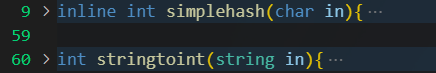 9 > inline int simplehash(char in){ ···
59
60 > int stringtoint(string in){ ···